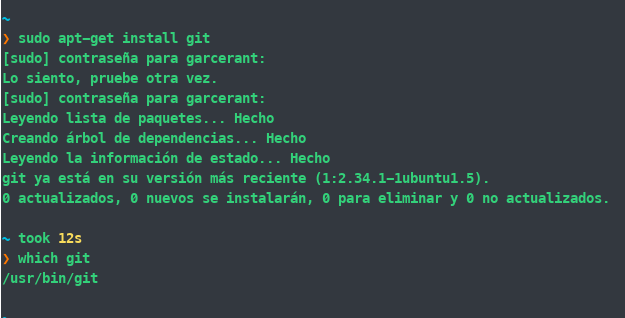 ~
❯ sudo apt-get install git
[sudo] contraseña para garcerant:
Lo siento, pruebe otra vez.
[sudo] contraseña para garcerant:
Leyendo lista de paquetes... Hecho
Creando árbol de dependencias... Hecho
Leyendo la información de estado... Hecho
git ya está en su versión más reciente (1:2.34.1-1ubuntu1.5).
0 actualizados, 0 nuevos se instalarán, 0 para eliminar y 0 no actualizados.
~ took 12s
❯ which git
/usr/bin/git